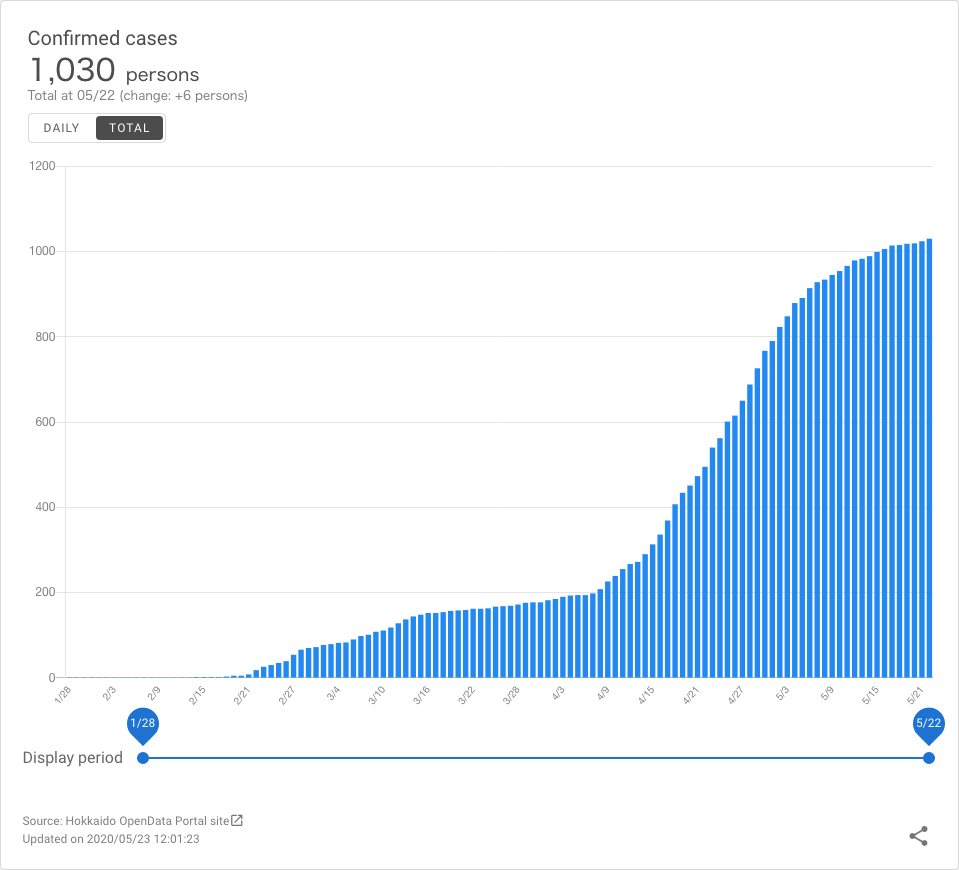 Confirmed cases
1,030 persons
Total at 05/22 (change: +6 persons)
DAILY TOTAL
1200
1000
800
600
400
200
0
1/28 2/3 2/9 2/15 2/21 2/27 3/4 3/10 3/16 3/22 3/28 4/3 4/9 4/15 4/21 4/27 5/3 5/9 5/15 5/21
1/28 5/22
Display period
Source: Hokkaido OpenData Portal site
Updated on 2020/05/23 12:01:23